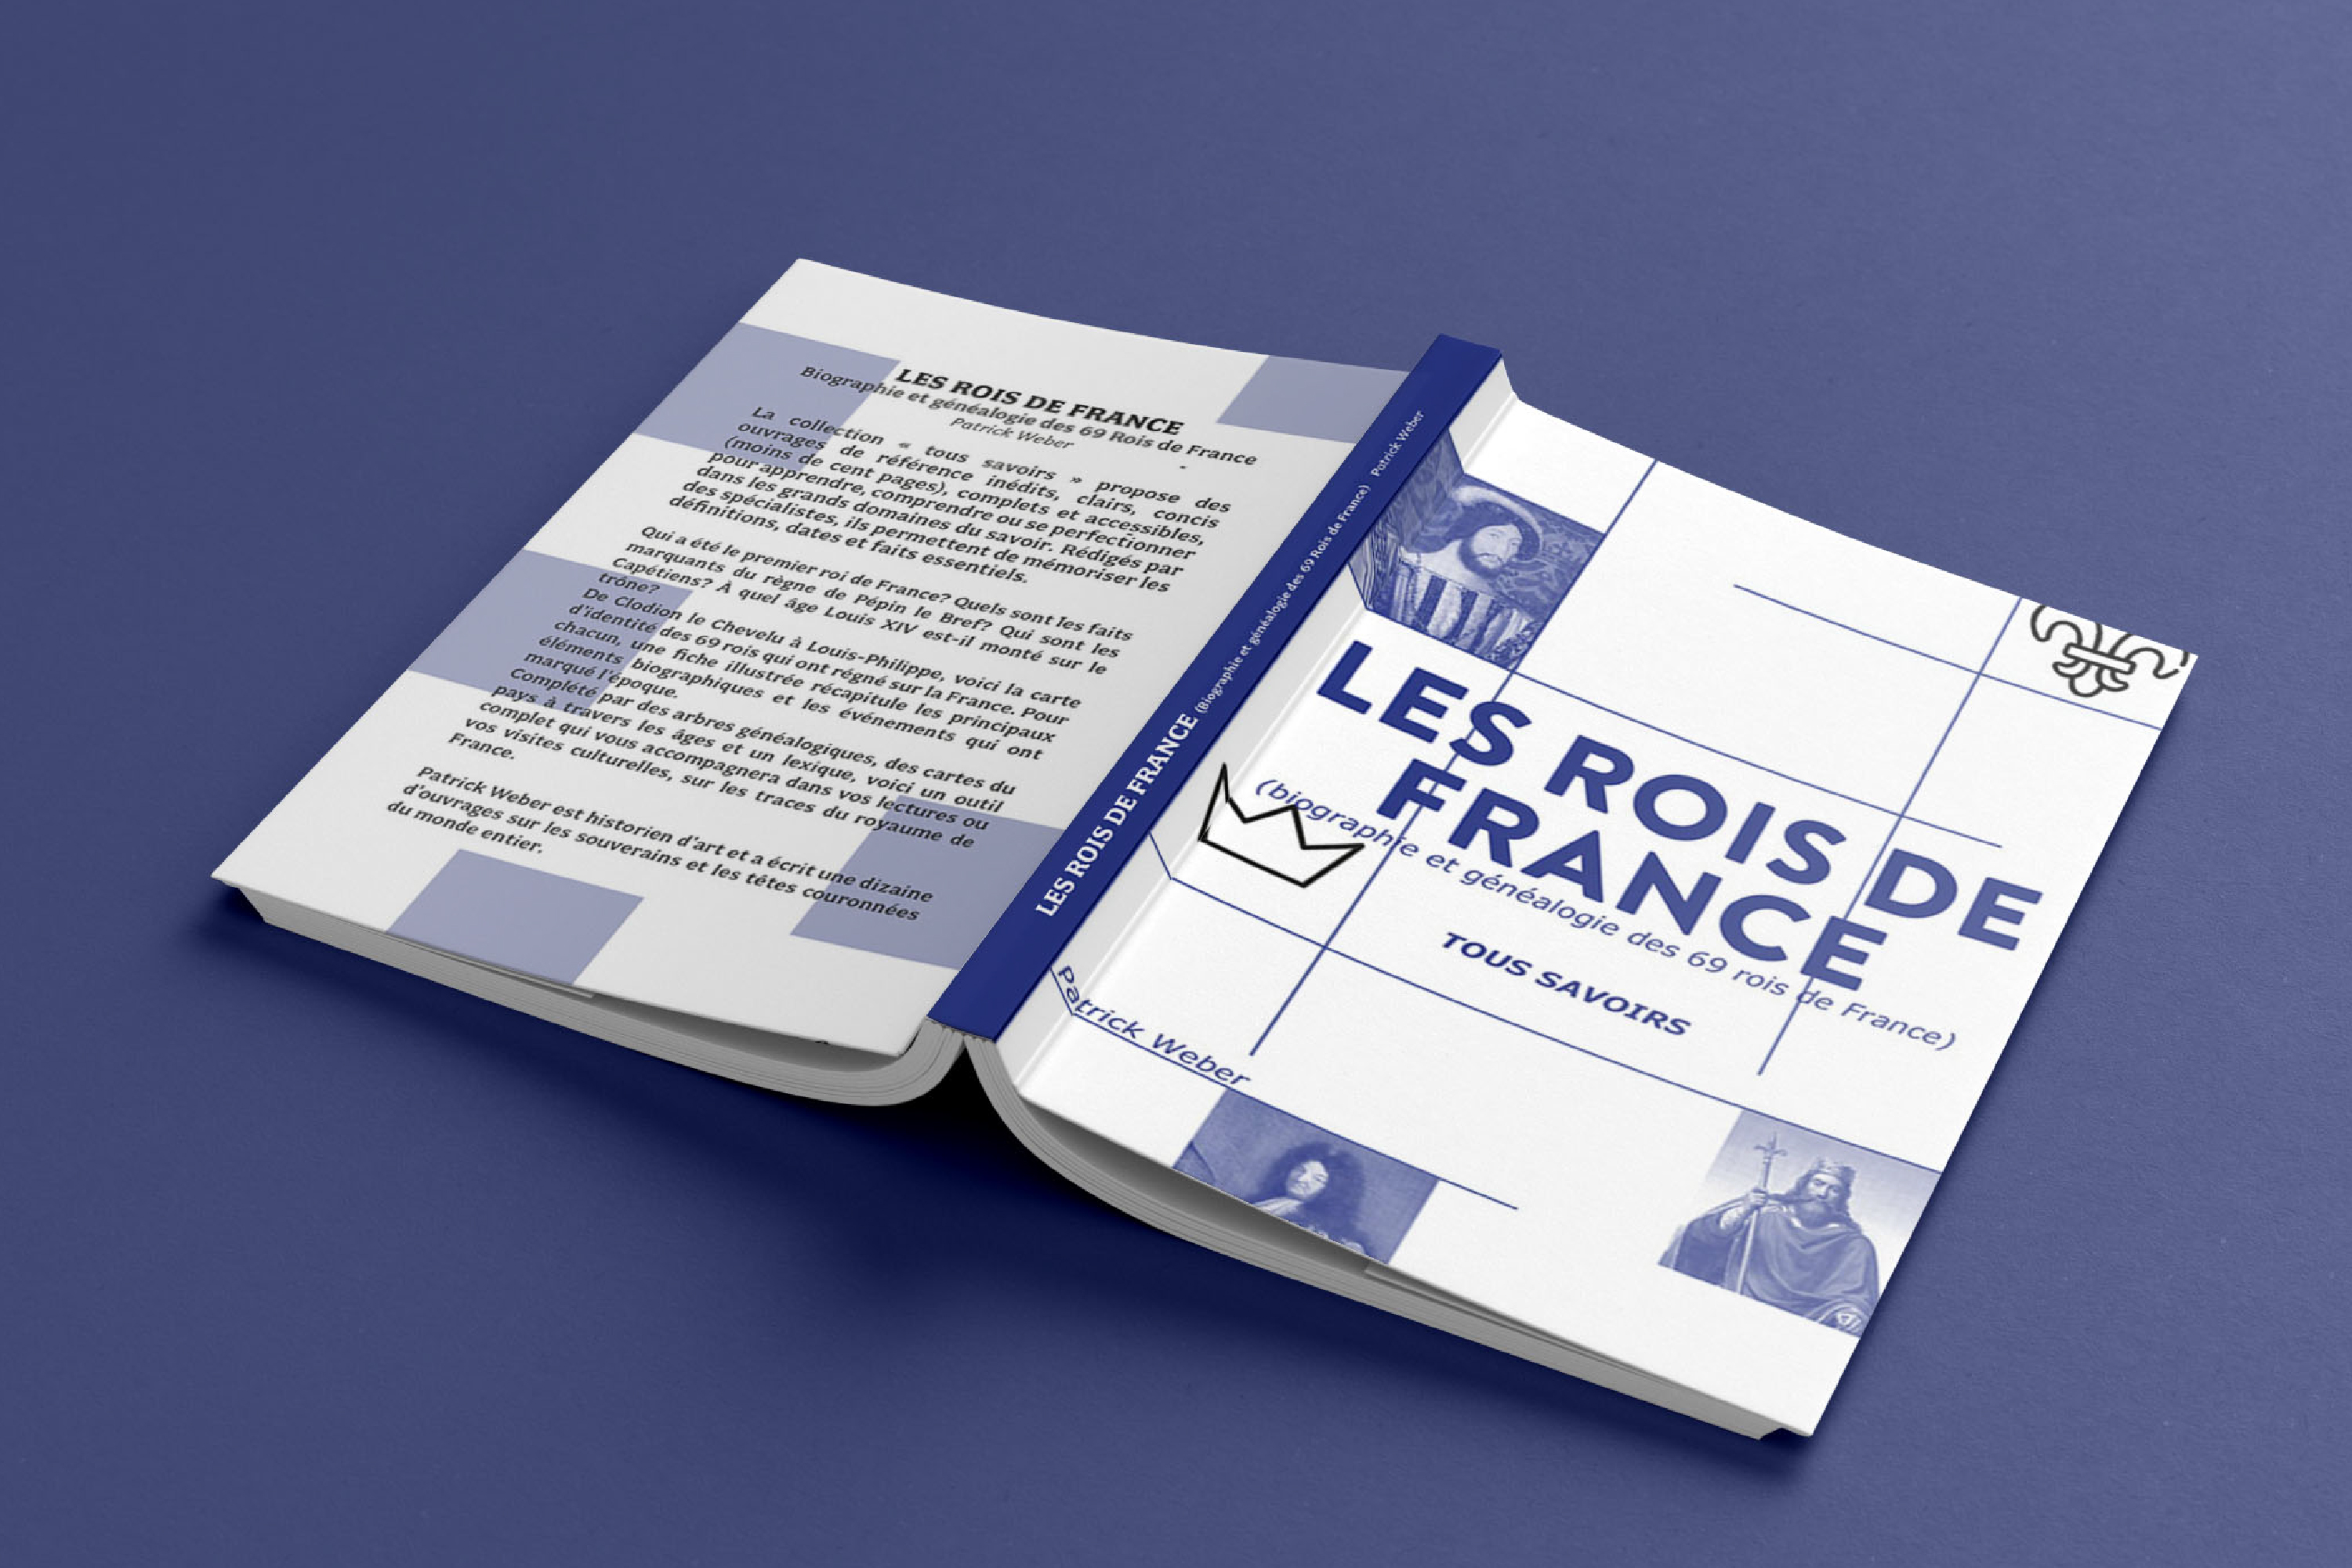 LES ROIS DE FRANCE
Biographie et généalogie des 69 Rois de France
Patrick Weber
La collection « tous savoirs » propose des
ouvrages de référence inédits, clairs, concis
(moins de cent pages), complets et accessibles,
pour apprendre, comprendre ou se perfectionner
dans les grands domaines du savoir. Rédigés par
des spécialistes, ils permettent de mémoriser les
définitions, dates et faits essentiels.
Qui a été le premier roi de France? Quels sont les faits
marquants du règne de Pépin le Bref? Qui sont les
Capétiens? À quel âge Louis XIV est-il monté sur le
trône?
De Clodion le Chevelu à Louis-Philippe, voici la carte
d'identité des 69 rois qui ont régné sur la France. Pour
chacun, une fiche illustrée récapitule les principaux
éléments biographiques et les événements qui ont
marqué l'époque.
Complété par des arbres généalogiques, des cartes du
pays à travers les âges et un lexique, voici un outil
complet qui vous accompagnera dans vos lectures ou
vos visites culturelles, sur les traces du royaume de
France.
Patrick Weber est historien d'art et a écrit une dizaine
d'ouvrages sur les souverains et les têtes couronnées
du monde entier.
LES ROIS DE FRANCE (Biographie et généalogie des 69 Rois de France) Patrick Weber
LES ROIS DE
FRANCE
(biographie et généalogie des 69 rois de France)
TOUS SAVOIRS
Patrick Weber